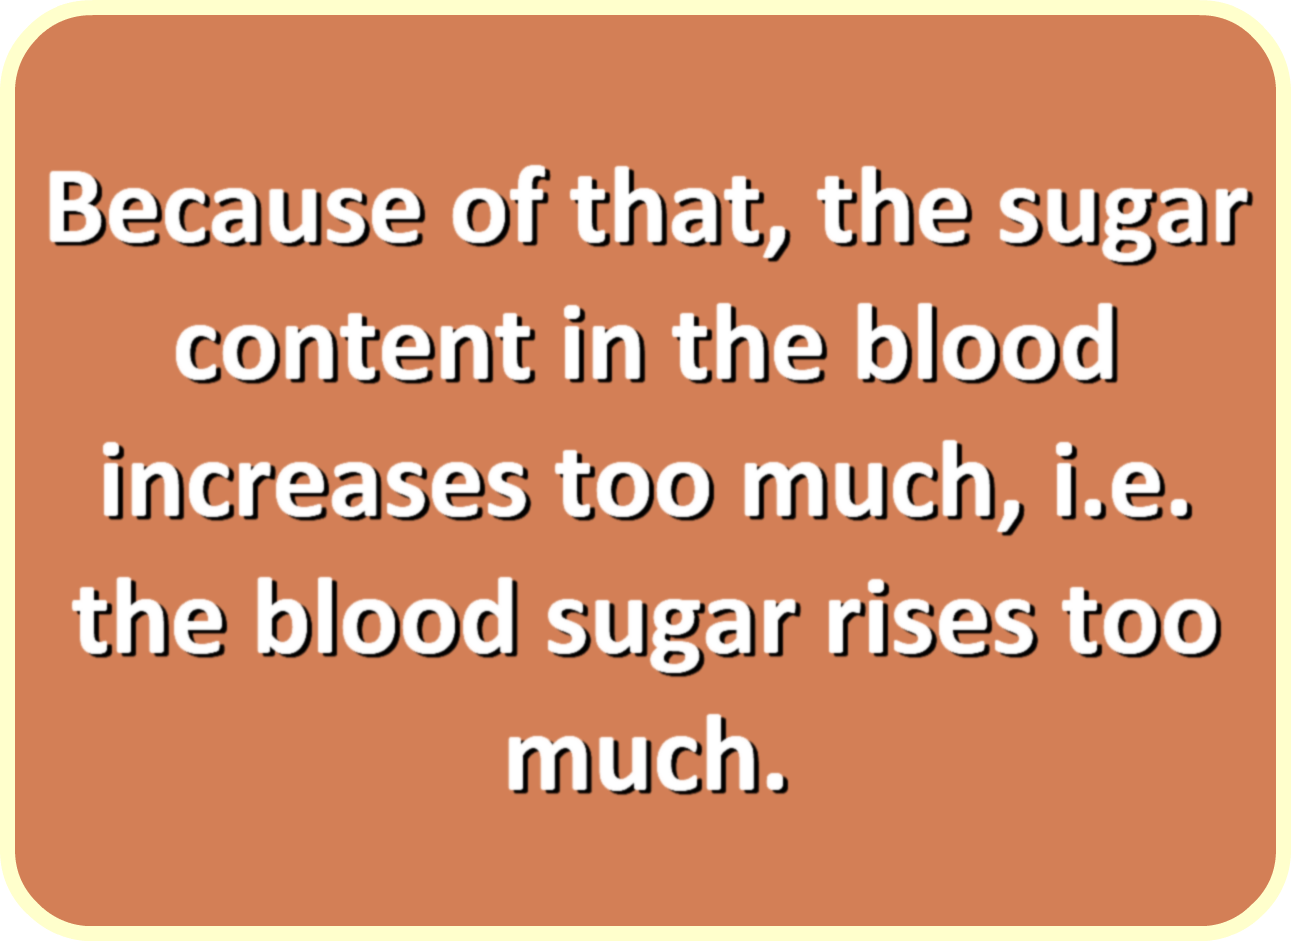 Because of that, the sugar
content in the blood
increases too much, i.e.
the blood sugar rises too
much.